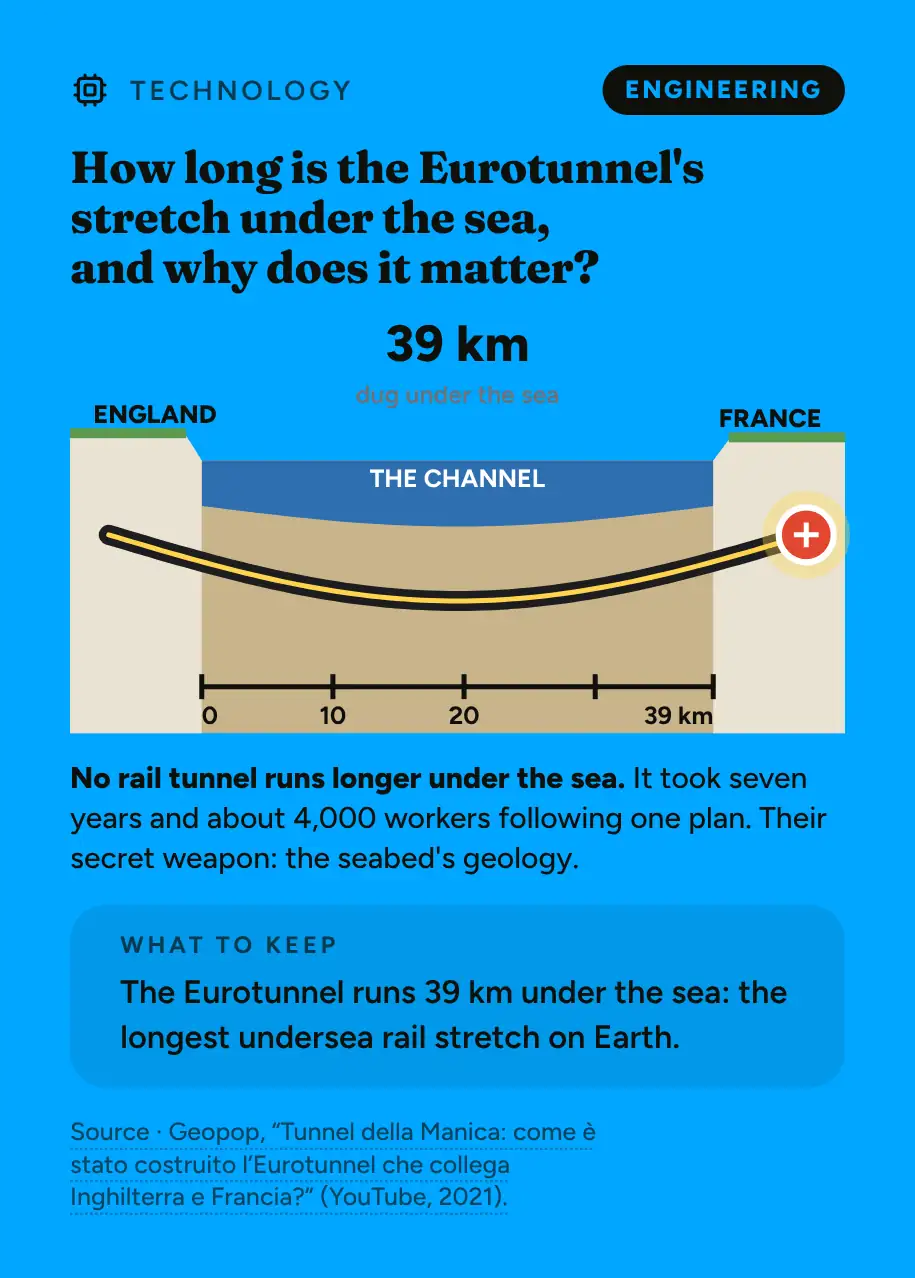 TECHNOLOGY
ENGINEERING
How long is the Eurotunnel's
stretch under the sea,
and why does it matter?
39 km
dug under the sea
ENGLAND
FRANCE
THE CHANNEL
0 10 20 39 km
No rail tunnel runs longer under the sea. It took seven
years and about 4,000 workers following one plan. Their
secret weapon: the seabed's geology.
WHAT TO KEEP
The Eurotunnel runs 39 km under the sea: the
longest undersea rail stretch on Earth.
Source · Geopop, “Tunnel della Manica: come è
stato costruito l’Eurotunnel che collega
Inghilterra e Francia?” (YouTube, 2021).